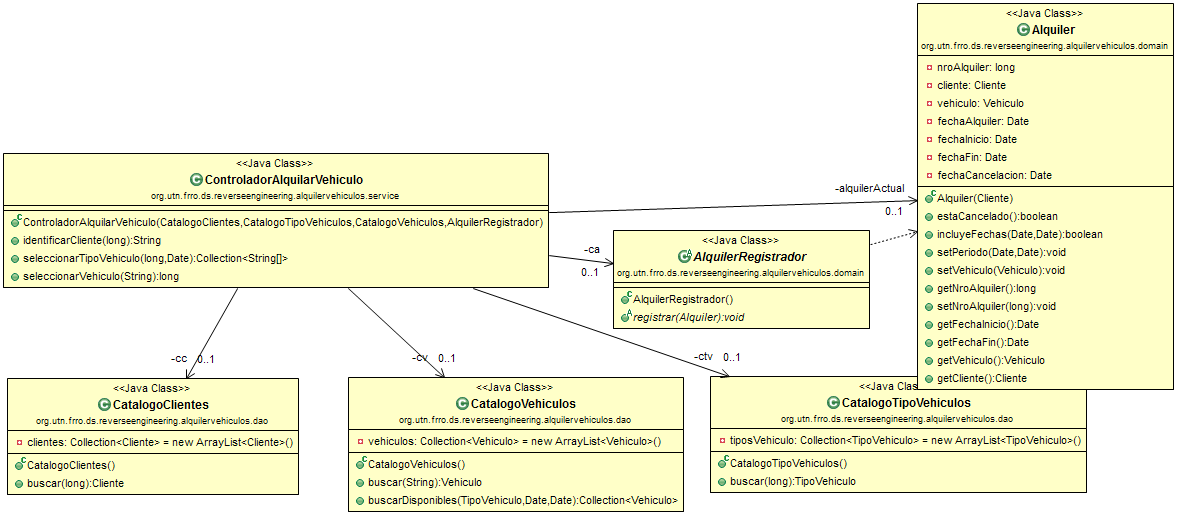 <<Java Class>>
Alquiler
org.utn.frro.ds.reverseengineering.alquilervehiculos.domain
nroAlquiler: long
cliente: Cliente
vehiculo: Vehiculo
fechaAlquiler: Date
fechaInicio: Date
fechaFin: Date
fechaCancelacion: Date
Alquiler(Cliente)
estaCancelado():boolean
incluyeFechas(Date,Date):boolean
setPeriodo(Date,Date):void
setVehiculo(Vehiculo):void
getNroAlquiler():long
setNroAlquiler(long):void
getFechaInicio():Date
getFechaFin():Date
getVehiculo():Vehiculo
getCliente():Cliente
<<Java Class>>
ControladorAlquilarVehiculo
org.utn.frro.ds.reverseengineering.alquilervehiculos.service
ControladorAlquilarVehiculo(CatalogoClientes,CatalogoTipoVehiculos,CatalogoVehiculos,AlquilerRegistrador)
identificarCliente(long):String
seleccionarTipoVehiculo(long,Date):Collection<String[]>
seleccionarVehiculo(String):long
-alquilerActual
0..1
-ca
0..1
<<Java Class>>
AlquilerRegistrador
org.utn.frro.ds.reverseengineering.alquilervehiculos.domain
AlquilerRegistrador()
registrar(Alquiler):void
-cc 0..1
-cv 0..1
-ctv 0..1
<<Java Class>>
CatalogoClientes
org.utn.frro.ds.reverseengineering.alquilervehiculos.dao
clientes: Collection<Cliente> = new ArrayList<Cliente>()
CatalogoClientes()
buscar(long):Cliente
<<Java Class>>
CatalogoVehiculos
org.utn.frro.ds.reverseengineering.alquilervehiculos.dao
vehiculos: Collection<Vehiculo> = new ArrayList<Vehiculo>()
CatalogoVehiculos()
buscar(String):Vehiculo
buscarDisponibles(TipoVehiculo,Date,Date):Collection<Vehiculo>
<<Java Cla
CatalogoTipoVehiculos
org.utn.frro.ds.reverseengineering.alquilervehiculos.dao
tiposVehiculo: Collection<TipoVehiculo> = new ArrayList<TipoVehiculo>()
CatalogoTipoVehiculos()
buscar(long):TipoVehiculo